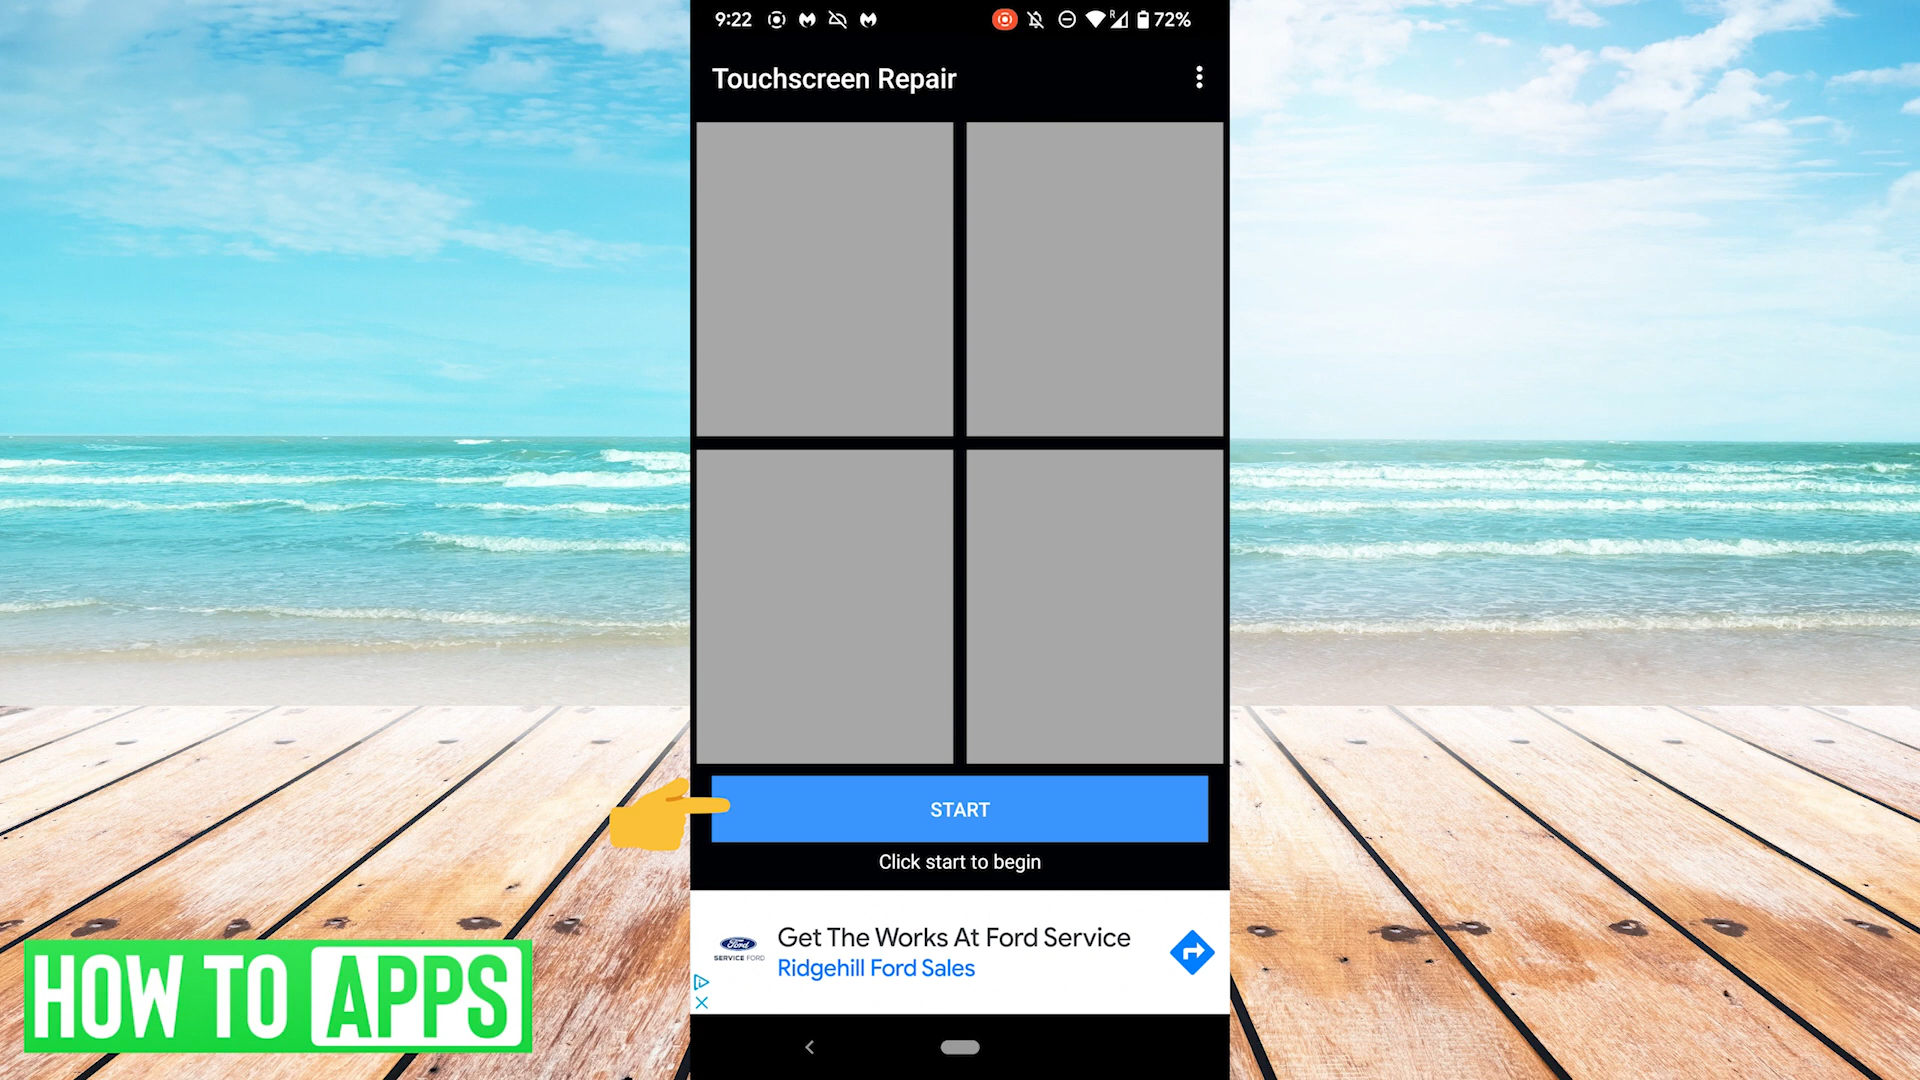 9:22
R
72%
Touchscreen Repair
START
Click start to begin
Ford
SERVICE FORD
Get The Works At Ford Service
Ridgehill Ford Sales
HOW TO APPS